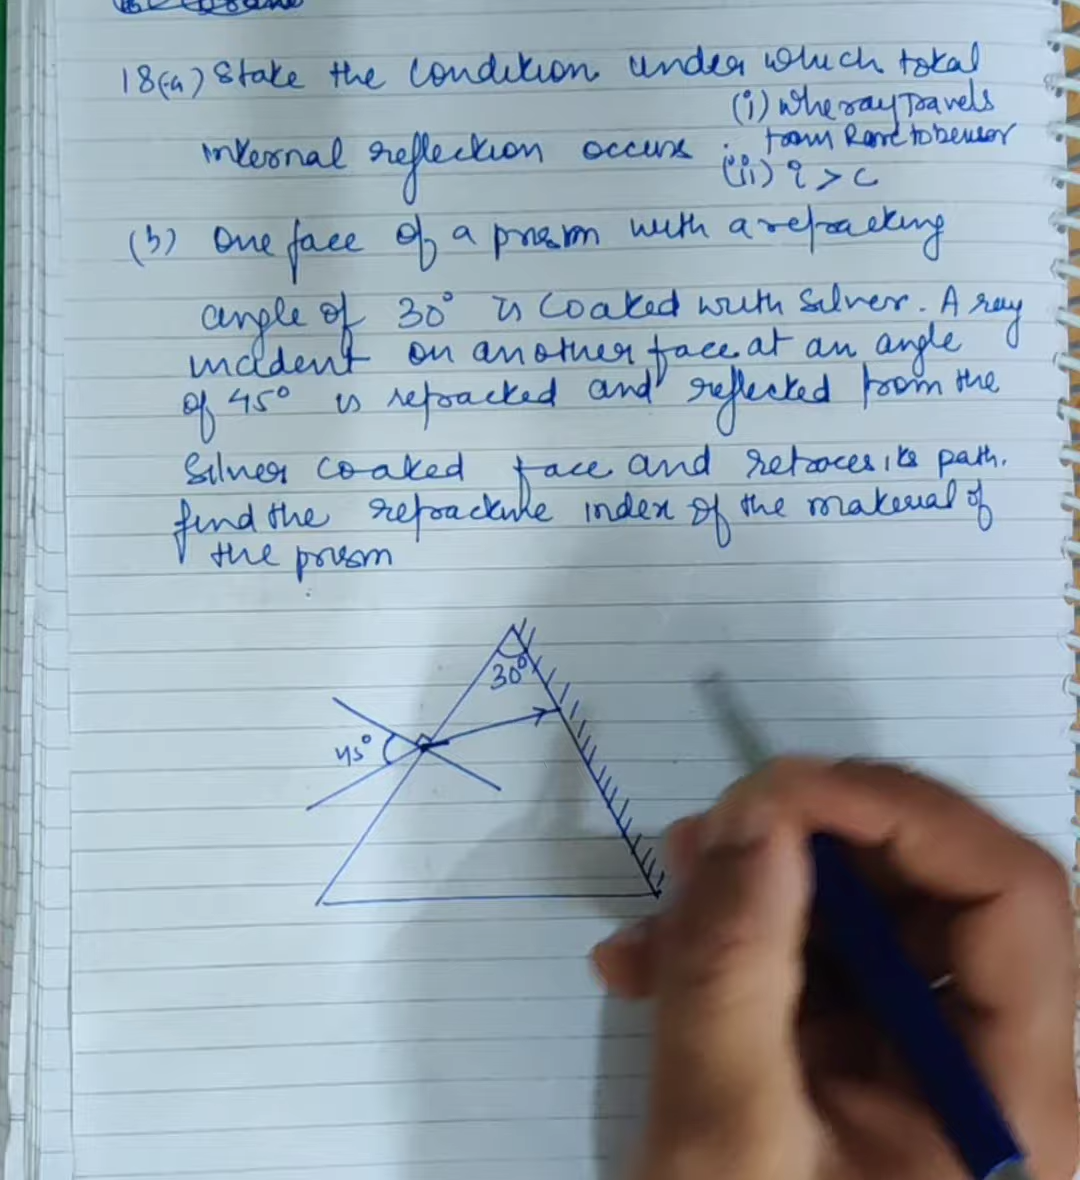 18(a) State the condition under which total
(i) Whe ray Travels
from Rare to denser
internal reflection occurs.
(ii) i > c
(b) One face of a prism with a refracting
angle of 30° is coated with Silver. A ray
incident on another face at an angle
of 45° is refracted and reflected from the
Silver coated face and retraces its path.
find the refractive index of the material of
the prism
30°
45°